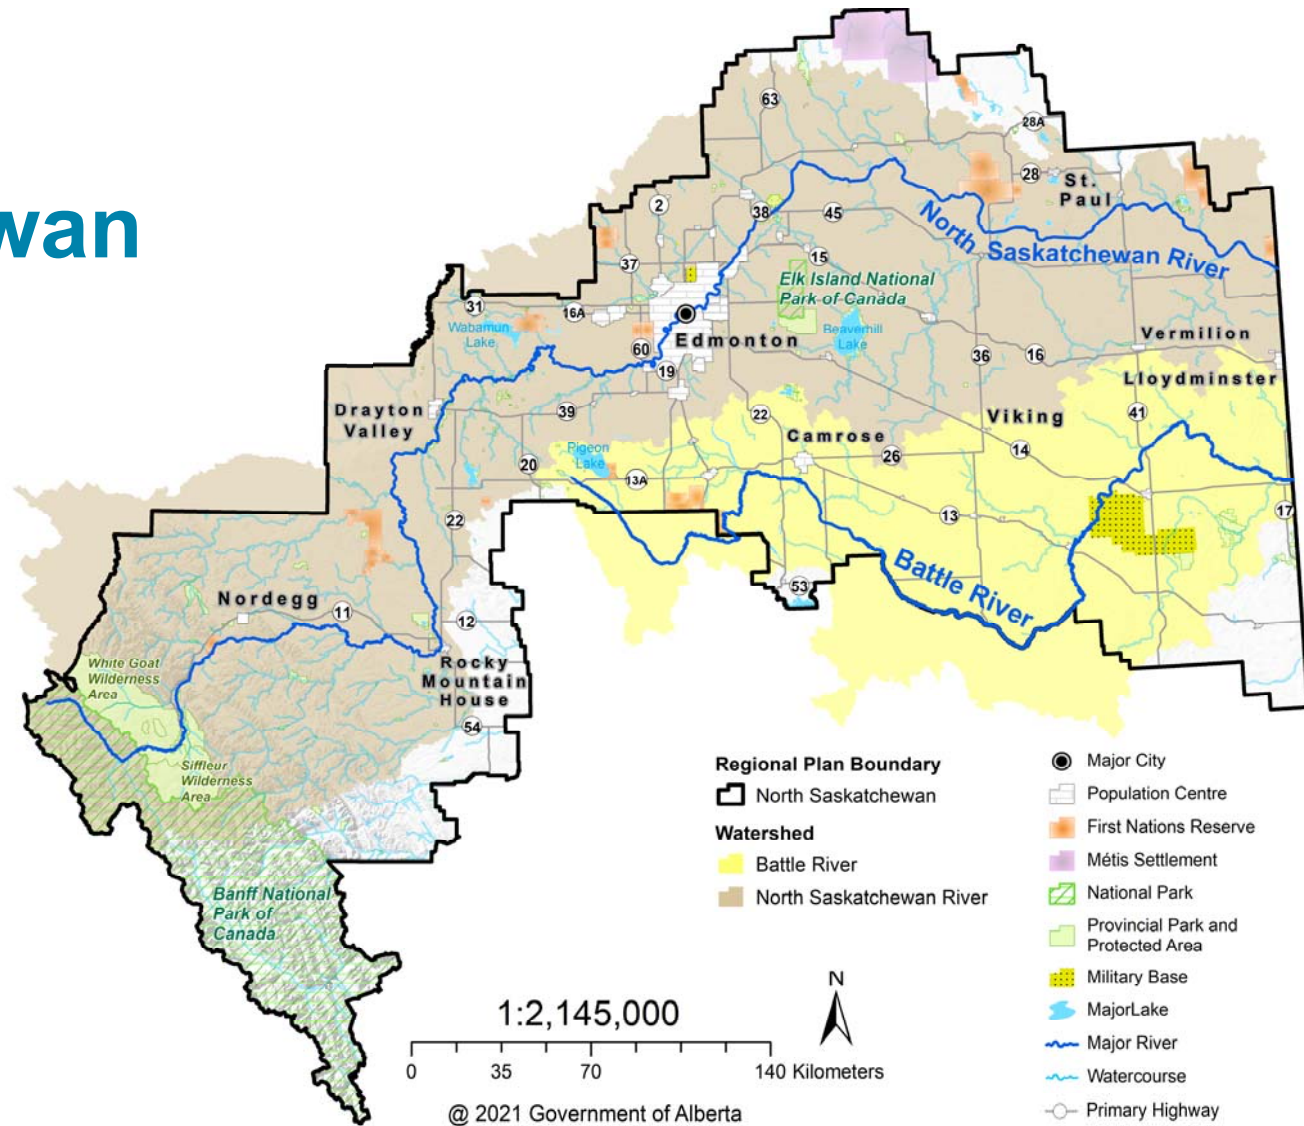 wan
63
28A
28
St.
Paul
2
38
45
North Saskatchewan River
37
15
Elk Island National
Park of Canada
31
16A
Wabamun
Lake
Beaverhill
Lake
60
Edmonton
36
16
Vermilion
19
Lloydminster
Drayton
Valley
39
22
41
Viking
Camrose
Pigeon
Lake
20
13A
26
14
22
13
17
Battle River
53
Nordegg
11
12
White Goat
Wilderness
Area
Rocky
Mountain
House
54
Siffleur
Wilderness
Area
Banff National
Park of
Canada
Regional Plan Boundary
North Saskatchewan
Watershed
Battle River
North Saskatchewan River
Major City
Population Centre
First Nations Reserve
Métis Settlement
National Park
Provincial Park and
Protected Area
Military Base
MajorLake
Major River
Watercourse
Primary Highway
N
1:2,145,000
0 35 70 140 Kilometers
@ 2021 Government of Alberta